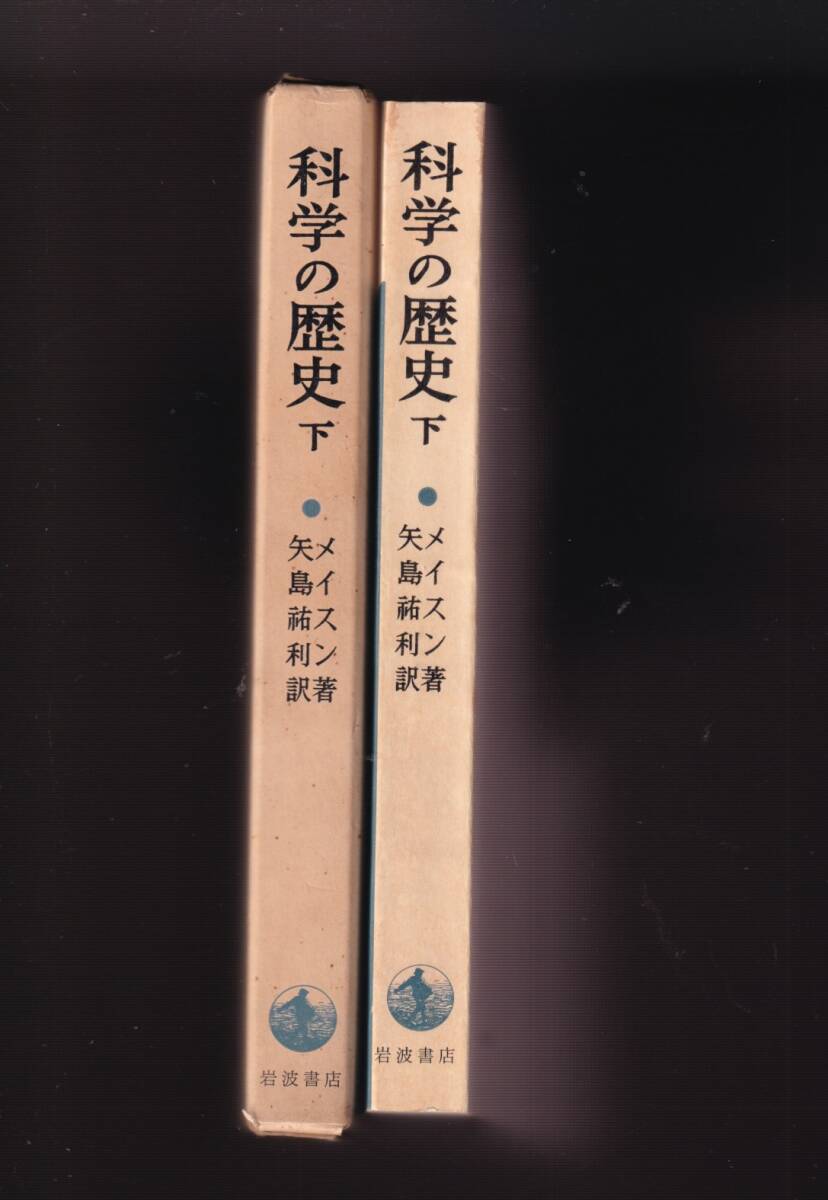 科学の歴史 下
メイスン著
矢島祐利訳
岩波書店
科学の歴史 下
メイスン著
矢島祐利訳
岩波書店